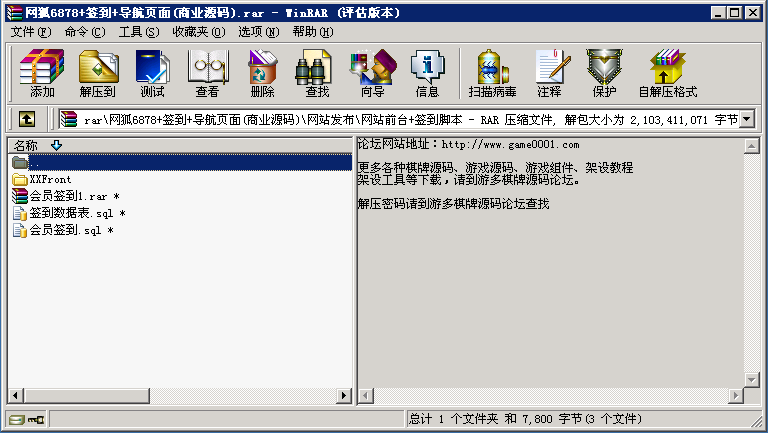 网狐6878+签到+导航页面(商业源码).rar - WinRAR (评估版本)
文件(F) 命令(C) 工具(S) 收藏夹(O) 选项(N) 帮助(H)
添加 解压到 测试 查看 删除 查找 向导 信息 扫描病毒 注释 保护 自解压格式
rar\网狐6878+签到+导航页面(商业源码)\网站发布\网站前台+签到脚本 - RAR 压缩文件, 解包大小为 2,103,411,071 字节
名称
..
XXFront
会员签到1.rar *
签到数据表.sql *
会员签到.sql *
论坛网站地址：http://www.game0001.com
更多各种棋牌源码、游戏源码、游戏组件、架设教程
架设工具等下载，请到游多棋牌源码论坛。
解压密码请到游多棋牌源码论坛查找
总计 1 个文件夹 和 7,800 字节(3 个文件)